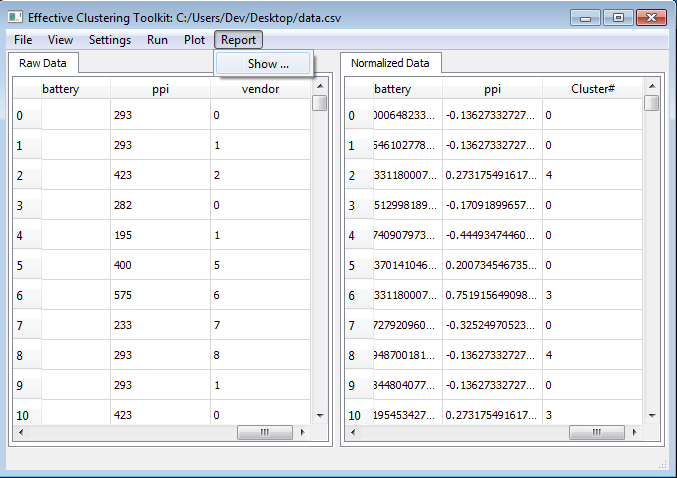 Effective Clustering Toolkit: C:/Users/Dev/Desktop/data.csv
File View Settings Run Plot Report
Show ...
Raw Data
battery ppi vendor
0 293 0
1 293 1
2 423 2
3 282 0
4 195 1
5 400 5
6 575 6
7 233 7
8 293 8
9 293 1
10 423 0
Normalized Data
battery ppi Cluster#
0 000648233... -0.13627332727... 0
1 546102778... -0.13627332727... 0
2 331180007... 0.273175491617... 4
3 512998189... -0.17091899657... 0
4 740907973... -0.44493474460... 0
5 370141046... 0.200734546735... 0
6 331180007... 0.751915649098... 3
7 727920960... -0.32524970523... 0
8 948700181... -0.13627332727... 4
9 344804077... -0.13627332727... 0
10 195453427... 0.273175491617... 3